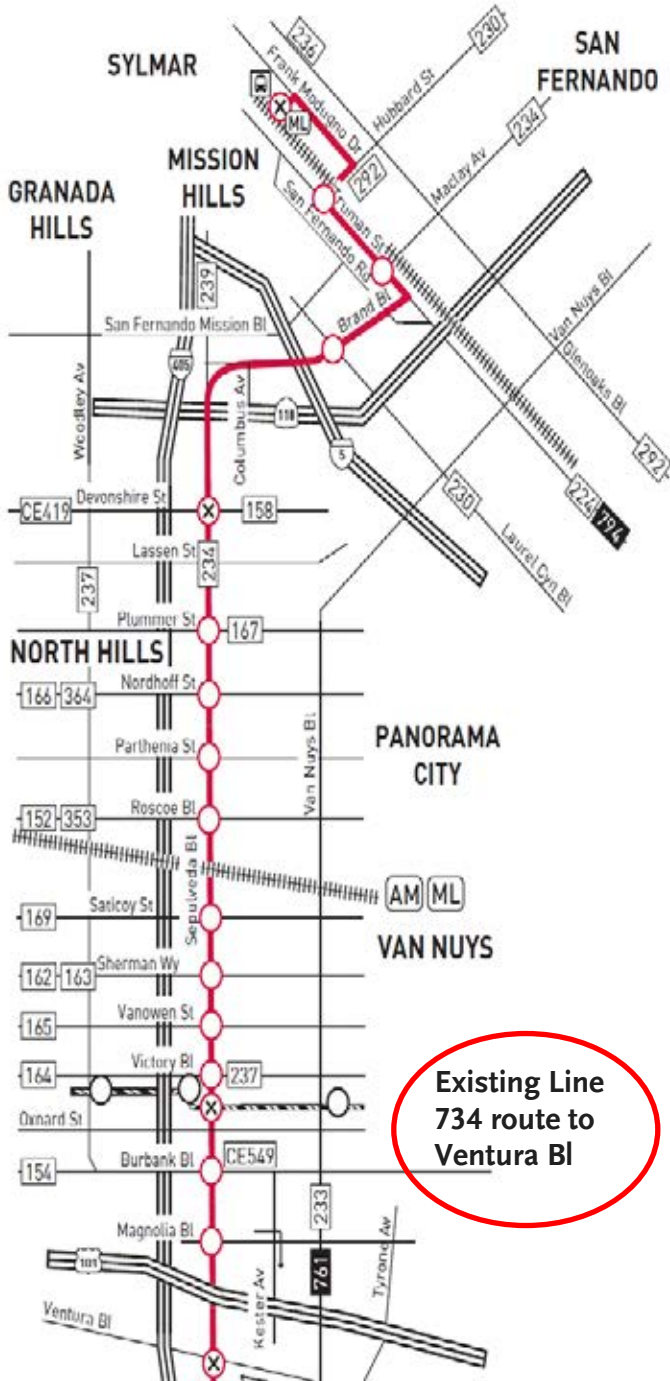 236
230
SAN
FERNANDO
SYLMAR
Frank Modugno Dr
Hubbard St
ML
234
292
Maclay Av
MISSION
HILLS
GRANADA
HILLS
Truman St
San Fernando Rd
239
Brand Bl
Van Nuys Bl
San Fernando Mission Bl
Glenoaks Bl
405
Woodley Av
Columbus Av
118
5
292
230
224
794
Laurel Cyn Bl
CE419
Devonshire St
X
158
Lassen St
234
237
Plummer St
167
NORTH HILLS
166
364
Nordhoff St
Parthenia St
Van Nuys Bl
PANORAMA
CITY
152
353
Roscoe Bl
Sepulveda Bl
AM
ML
169
Saticoy St
VAN NUYS
162
163
Sherman Wy
165
Vanowen St
164
Victory Bl
237
X
Oxnard St
Existing Line
734 route to
Ventura Bl
154
Burbank Bl
CE549
233
Magnolia Bl
101
Kester Av
761
Tyrone Av
Ventura Bl
X